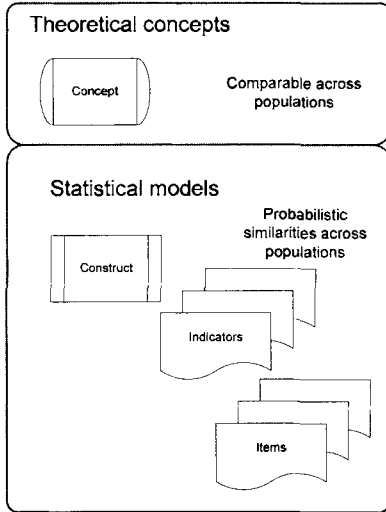 Theoretical concepts
Concept
Comparable across
populations
Statistical models
Probabilistic
similarities across
populations
Construct
Indicators
Items